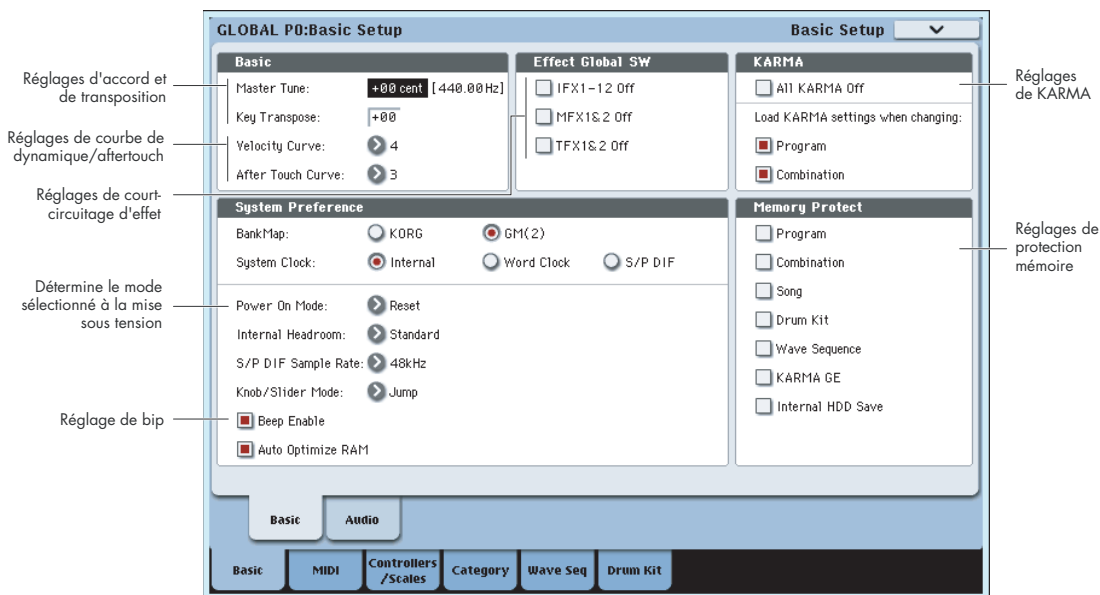 GLOBAL P0:Basic Setup
Basic Setup
Réglages d'accord et
de transposition
Réglages de courbe de
dynamique/aftertouch
Réglages de court-
circuitage d'effet
Détermine le mode
sélectionné à la mise
sous tension
Réglage de bip
Basic
Master Tune: +00 cent [440.00Hz]
Key Transpose: +00
Velocity Curve: 4
After Touch Curve: 3
Effect Global SW
IFX1-12 Off
MFX1&2 Off
TFX1&2 Off
KARMA
All KARMA Off
Load KARMA settings when changing:
Program
Combination
Réglages
de KARMA
System Preference
BankMap: KORG GM(2)
System Clock: Internal Word Clock S/P DIF
Power On Mode: Reset
Internal Headroom: Standard
S/P DIF Sample Rate: 48kHz
Knob/Slider Mode: Jump
Beep Enable
Auto Optimize RAM
Memory Protect
Program
Combination
Song
Drum Kit
Wave Sequence
KARMA GE
Internal HDD Save
Réglages de
protection
mémoire
Basic Audio
Basic MIDI Controllers
/Scales Category Wave Seq Drum Kit